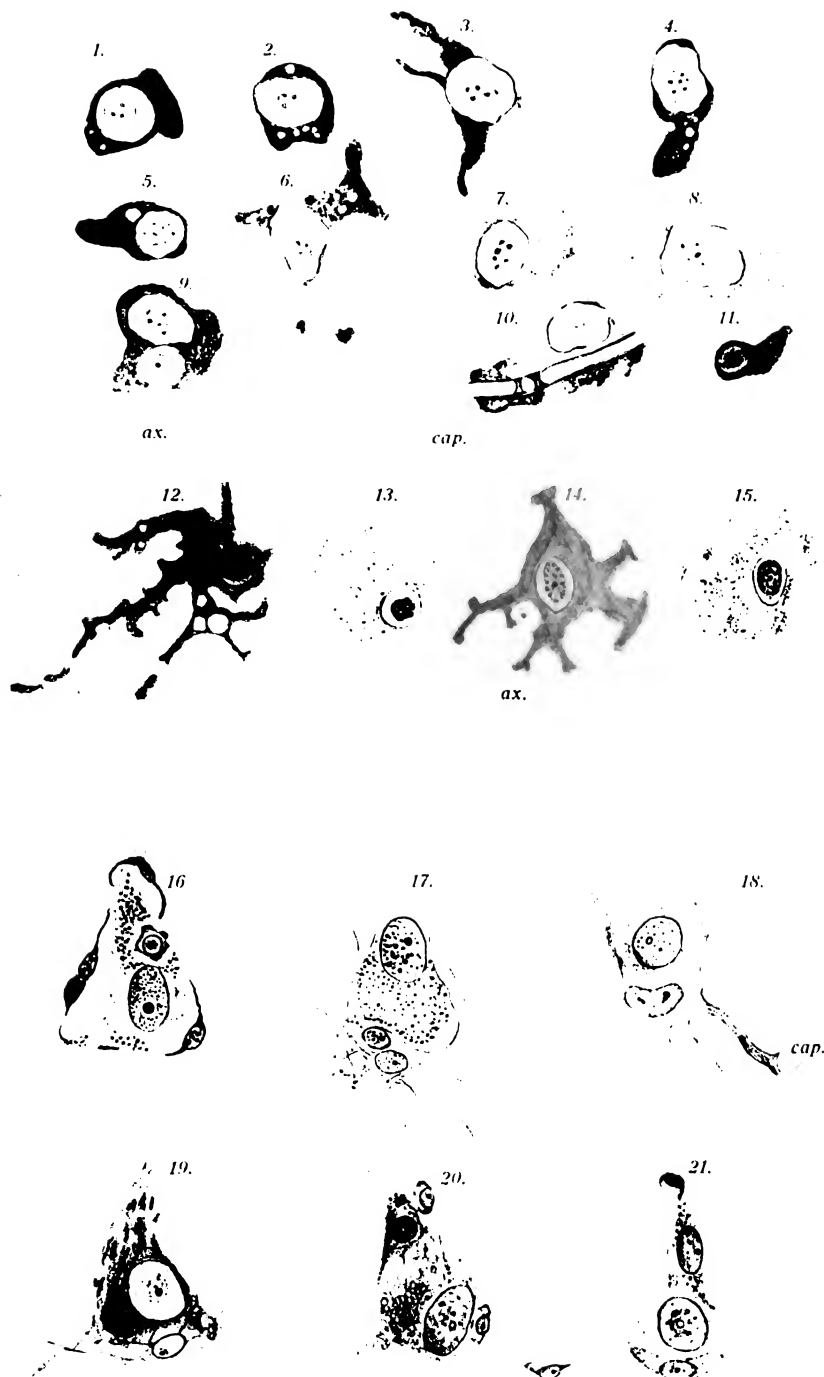 1. 2. 3. 4.
5. 6. 7. 8.
9. 10. 11.
ax. cap.
12. 13. 14. 15.
ax.
16 17. 18.
cap.
19. 20. 21.